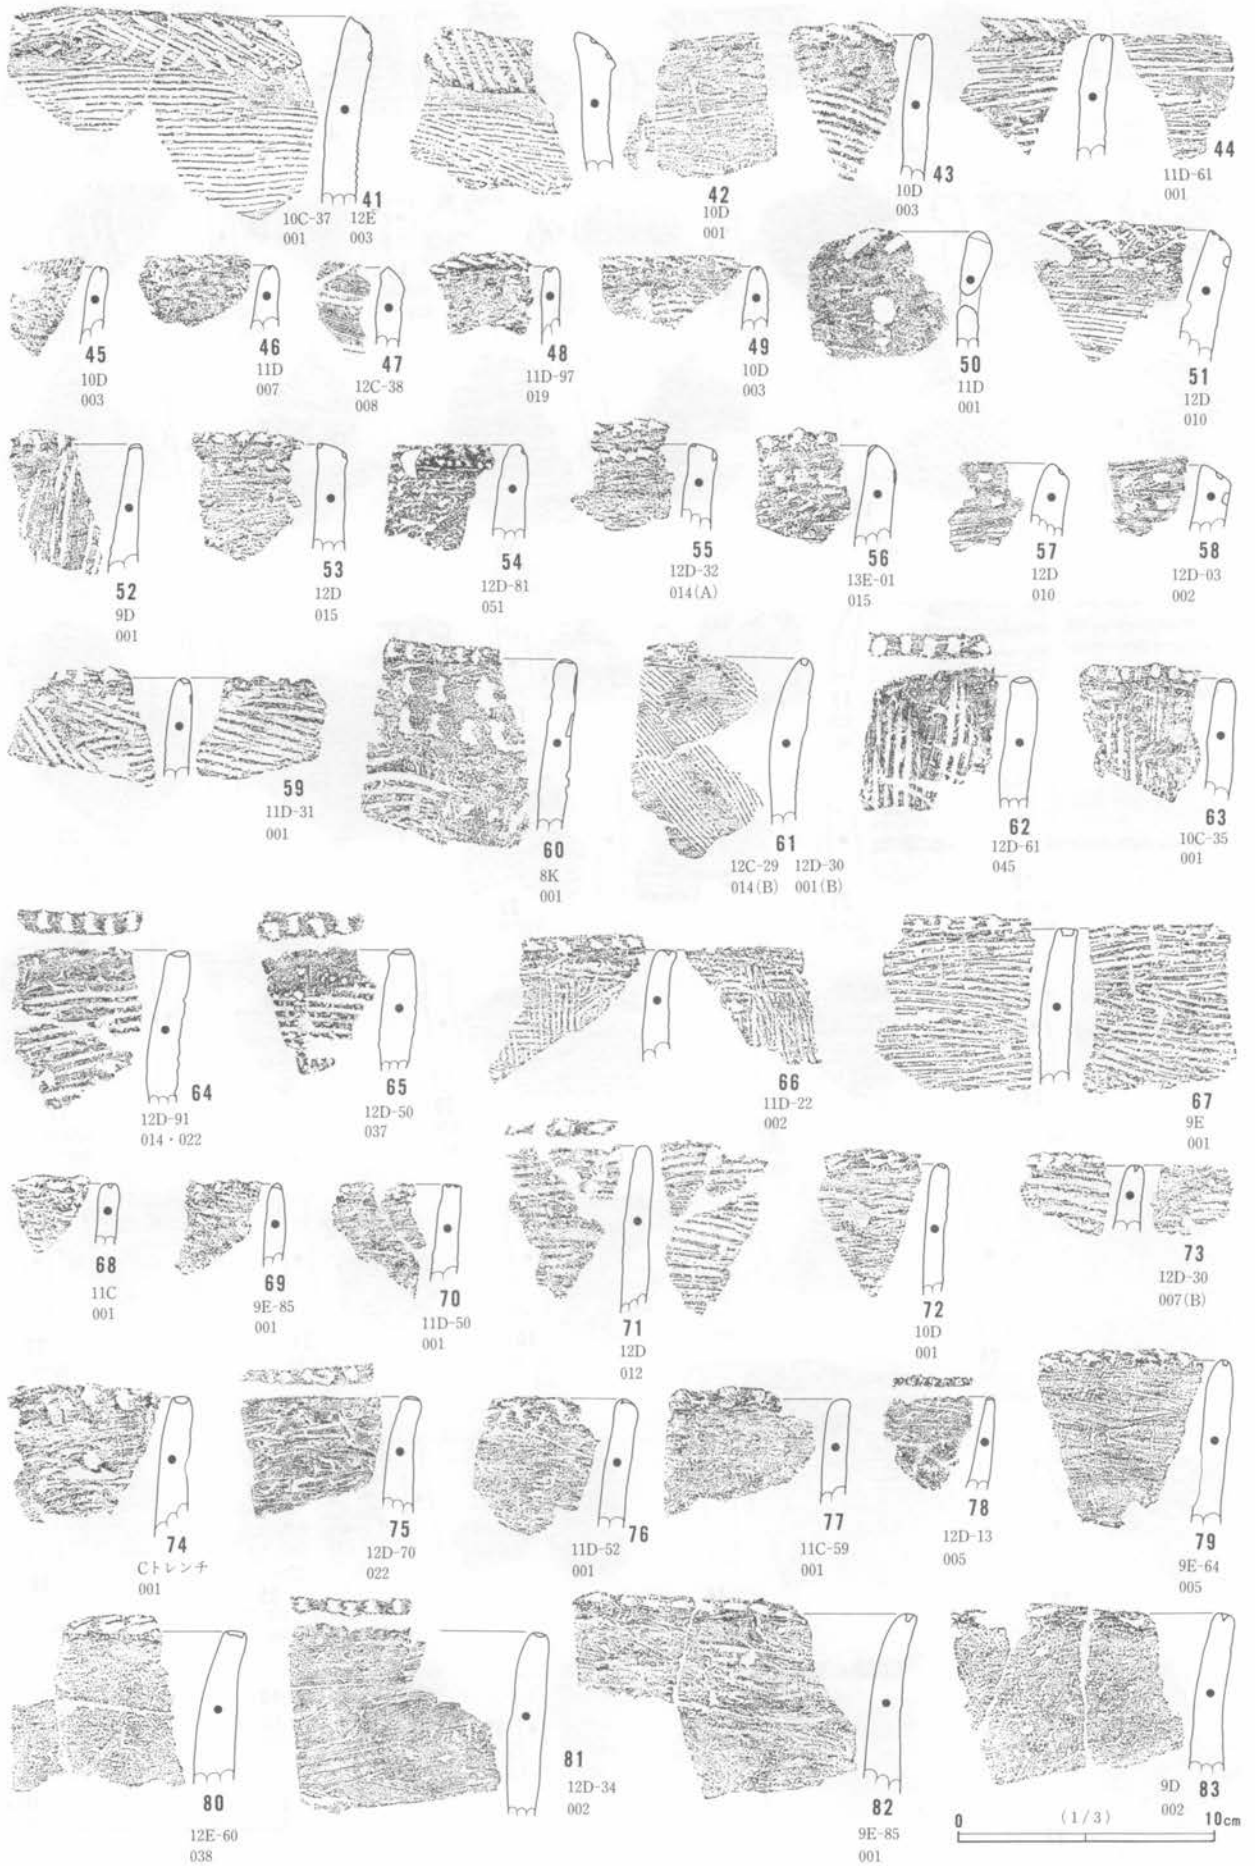 41
10C-37 12E
001 003
42
10D
001
43
10D
003
44
11D-61
001
45
10D
003
46
11D
007
47
12C-38
008
48
11D-97
019
49
10D
003
50
11D
001
51
12D
010
52
9D
001
53
12D
015
54
12D-81
051
55
12D-32
014(A)
56
13E-01
015
57
12D
010
58
12D-03
002
59
11D-31
001
60
8K
001
61
12C-29 12D-30
014(B) 001(B)
62
12D-61
045
63
10C-35
001
64
12D-91
014・022
65
12D-50
037
66
11D-22
002
67
9E
001
68
11C
001
69
9E-85
001
70
11D-50
001
71
12D
012
72
10D
001
73
12D-30
007(B)
74
Cトレンチ
001
75
12D-70
022
76
11D-52
001
77
11C-59
001
78
12D-13
005
79
9E-64
005
80
12E-60
038
81
12D-34
002
82
9E-85
001
83
9D
002
0 (1/3) 10cm